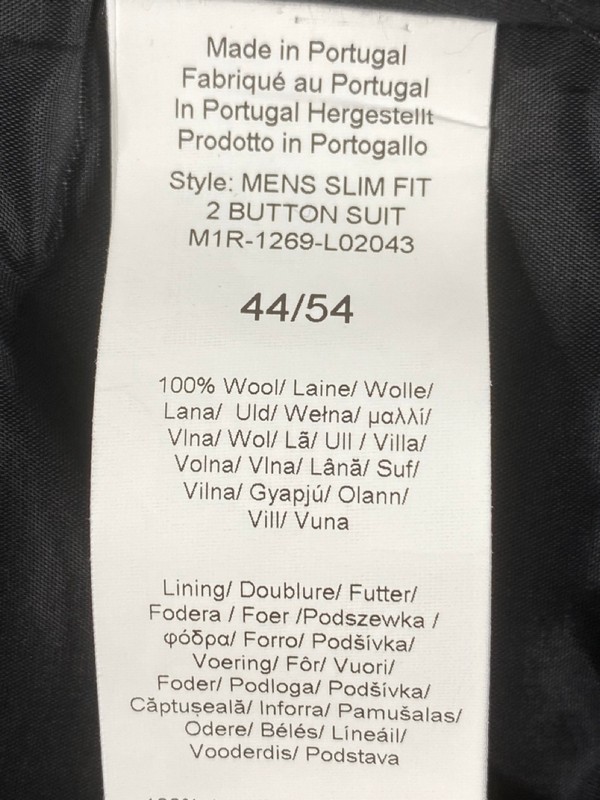 Made in Portugal
Fabriqué au Portugal
In Portugal Hergestellt
Prodotto in Portogallo
Style: MENS SLIM FIT
2 BUTTON SUIT
M1R-1269-L02043
44/54
100% Wool/ Laine/ Wolle/
Lana/ Uld/ Wełna/ μαλλί/
Vlna/ Wol/ Lã/ Ull / Villa/
Volna/ Vlna/ Lână/ Suf/
Vilna/ Gyapjú/ Olann/
Vill/ Vuna
Lining/ Doublure/ Futter/
Fodera / Foer /Podszewka /
φόδρα/ Forro/ Podšívka/
Voering/ Fôr/ Vuori/
Foder/ Podloga/ Podšívka/
Căptuşeală/ Inforra/ Pamušalas/
Odere/ Bélés/ Líneáil/
Vooderdis/ Podstava